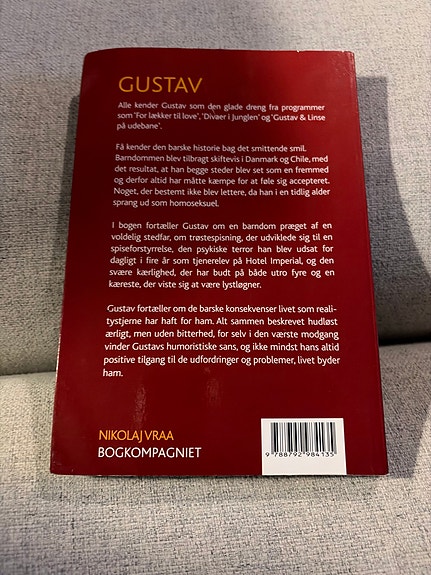 GUSTAV
Alle kender Gustav som den glade dreng fra programmer
som 'For lækker til love', 'Divaer i Junglen' og 'Gustav & Linse
på udebane'.
Få kender den barske historie bag det smittende smil.
Barndommen blev tilbragt skiftevis i Danmark og Chile, med
det resultat, at han begge steder blev set som en fremmed
og derfor altid har måtte kæmpe for at føle sig accepteret.
Noget, der bestemt ikke blev lettere, da han i en tidlig alder
sprang ud som homoseksuel.
I bogen fortæller Gustav om en barndom præget af en
voldelig stedfar, om trøstespisning, der udviklede sig til en
spiseforstyrrelse, den psykiske terror han blev udsat for
dagligt i fire år som tjenerelev på Hotel Imperial, og den
svære kærlighed, der har budt på både utro fyre og en
kæreste, der viste sig at være lystløgner.
Gustav fortæller om de barske konsekvenser livet som reali-
tystjerne har haft for ham. Alt sammen beskrevet hudløst
ærligt, men uden bitterhed, for selv i den værste modgang
vinder Gustavs humoristiske sans, og ikke mindst hans altid
positive tilgang til de udfordringer og problemer, livet byder
ham.
NIKOLAJ VRAA
BOGKOMPAGNIET
9 788792 984135